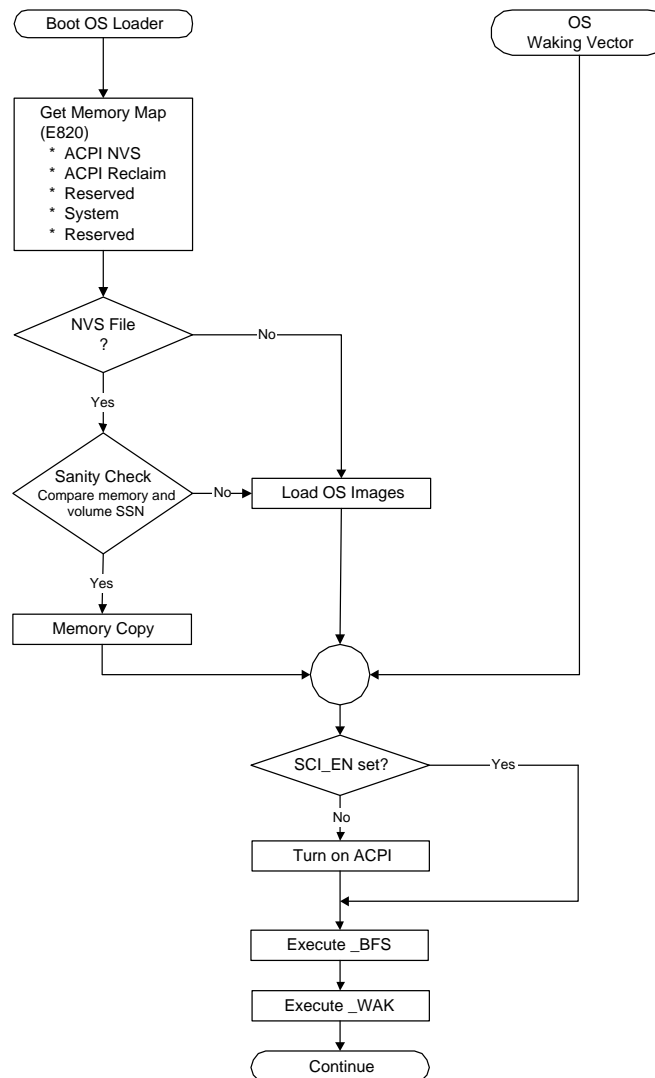 Boot OS Loader
OS
Waking Vector
Get Memory Map
(E820)
* ACPI NVS
* ACPI Reclaim
* Reserved
* System
* Reserved
NVS File
?
No
Yes
Sanity Check
Compare memory and
volume SSN
No
Load OS Images
Yes
Memory Copy
SCI_EN set?
Yes
No
Turn on ACPI
Execute _BFS
Execute _WAK
Continue